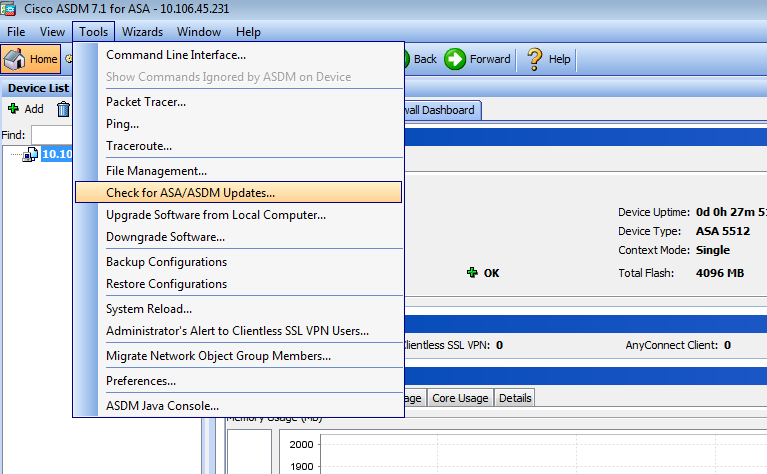 Cisco ASDM 7.1 for ASA - 10.106.45.231
File View Tools Wizards Window Help
Home
Back Forward Help
Device List
Add
Find:
10.10
Command Line Interface...
Show Commands Ignored by ASDM on Device
Packet Tracer...
Ping...
Traceroute...
File Management...
Check for ASA/ASDM Updates...
Upgrade Software from Local Computer...
Downgrade Software...
Backup Configurations
Restore Configurations
System Reload...
Administrator's Alert to Clientless SSL VPN Users...
Migrate Network Object Group Members...
Preferences...
ASDM Java Console...
wall Dashboard
Device Uptime: 0d 0h 27m 5
Device Type: ASA 5512
Context Mode: Single
OK
Total Flash: 4096 MB
Clientless SSL VPN: 0
AnyConnect Client: 0
age Core Usage Details
Memory Usage (MB)
2000
1900